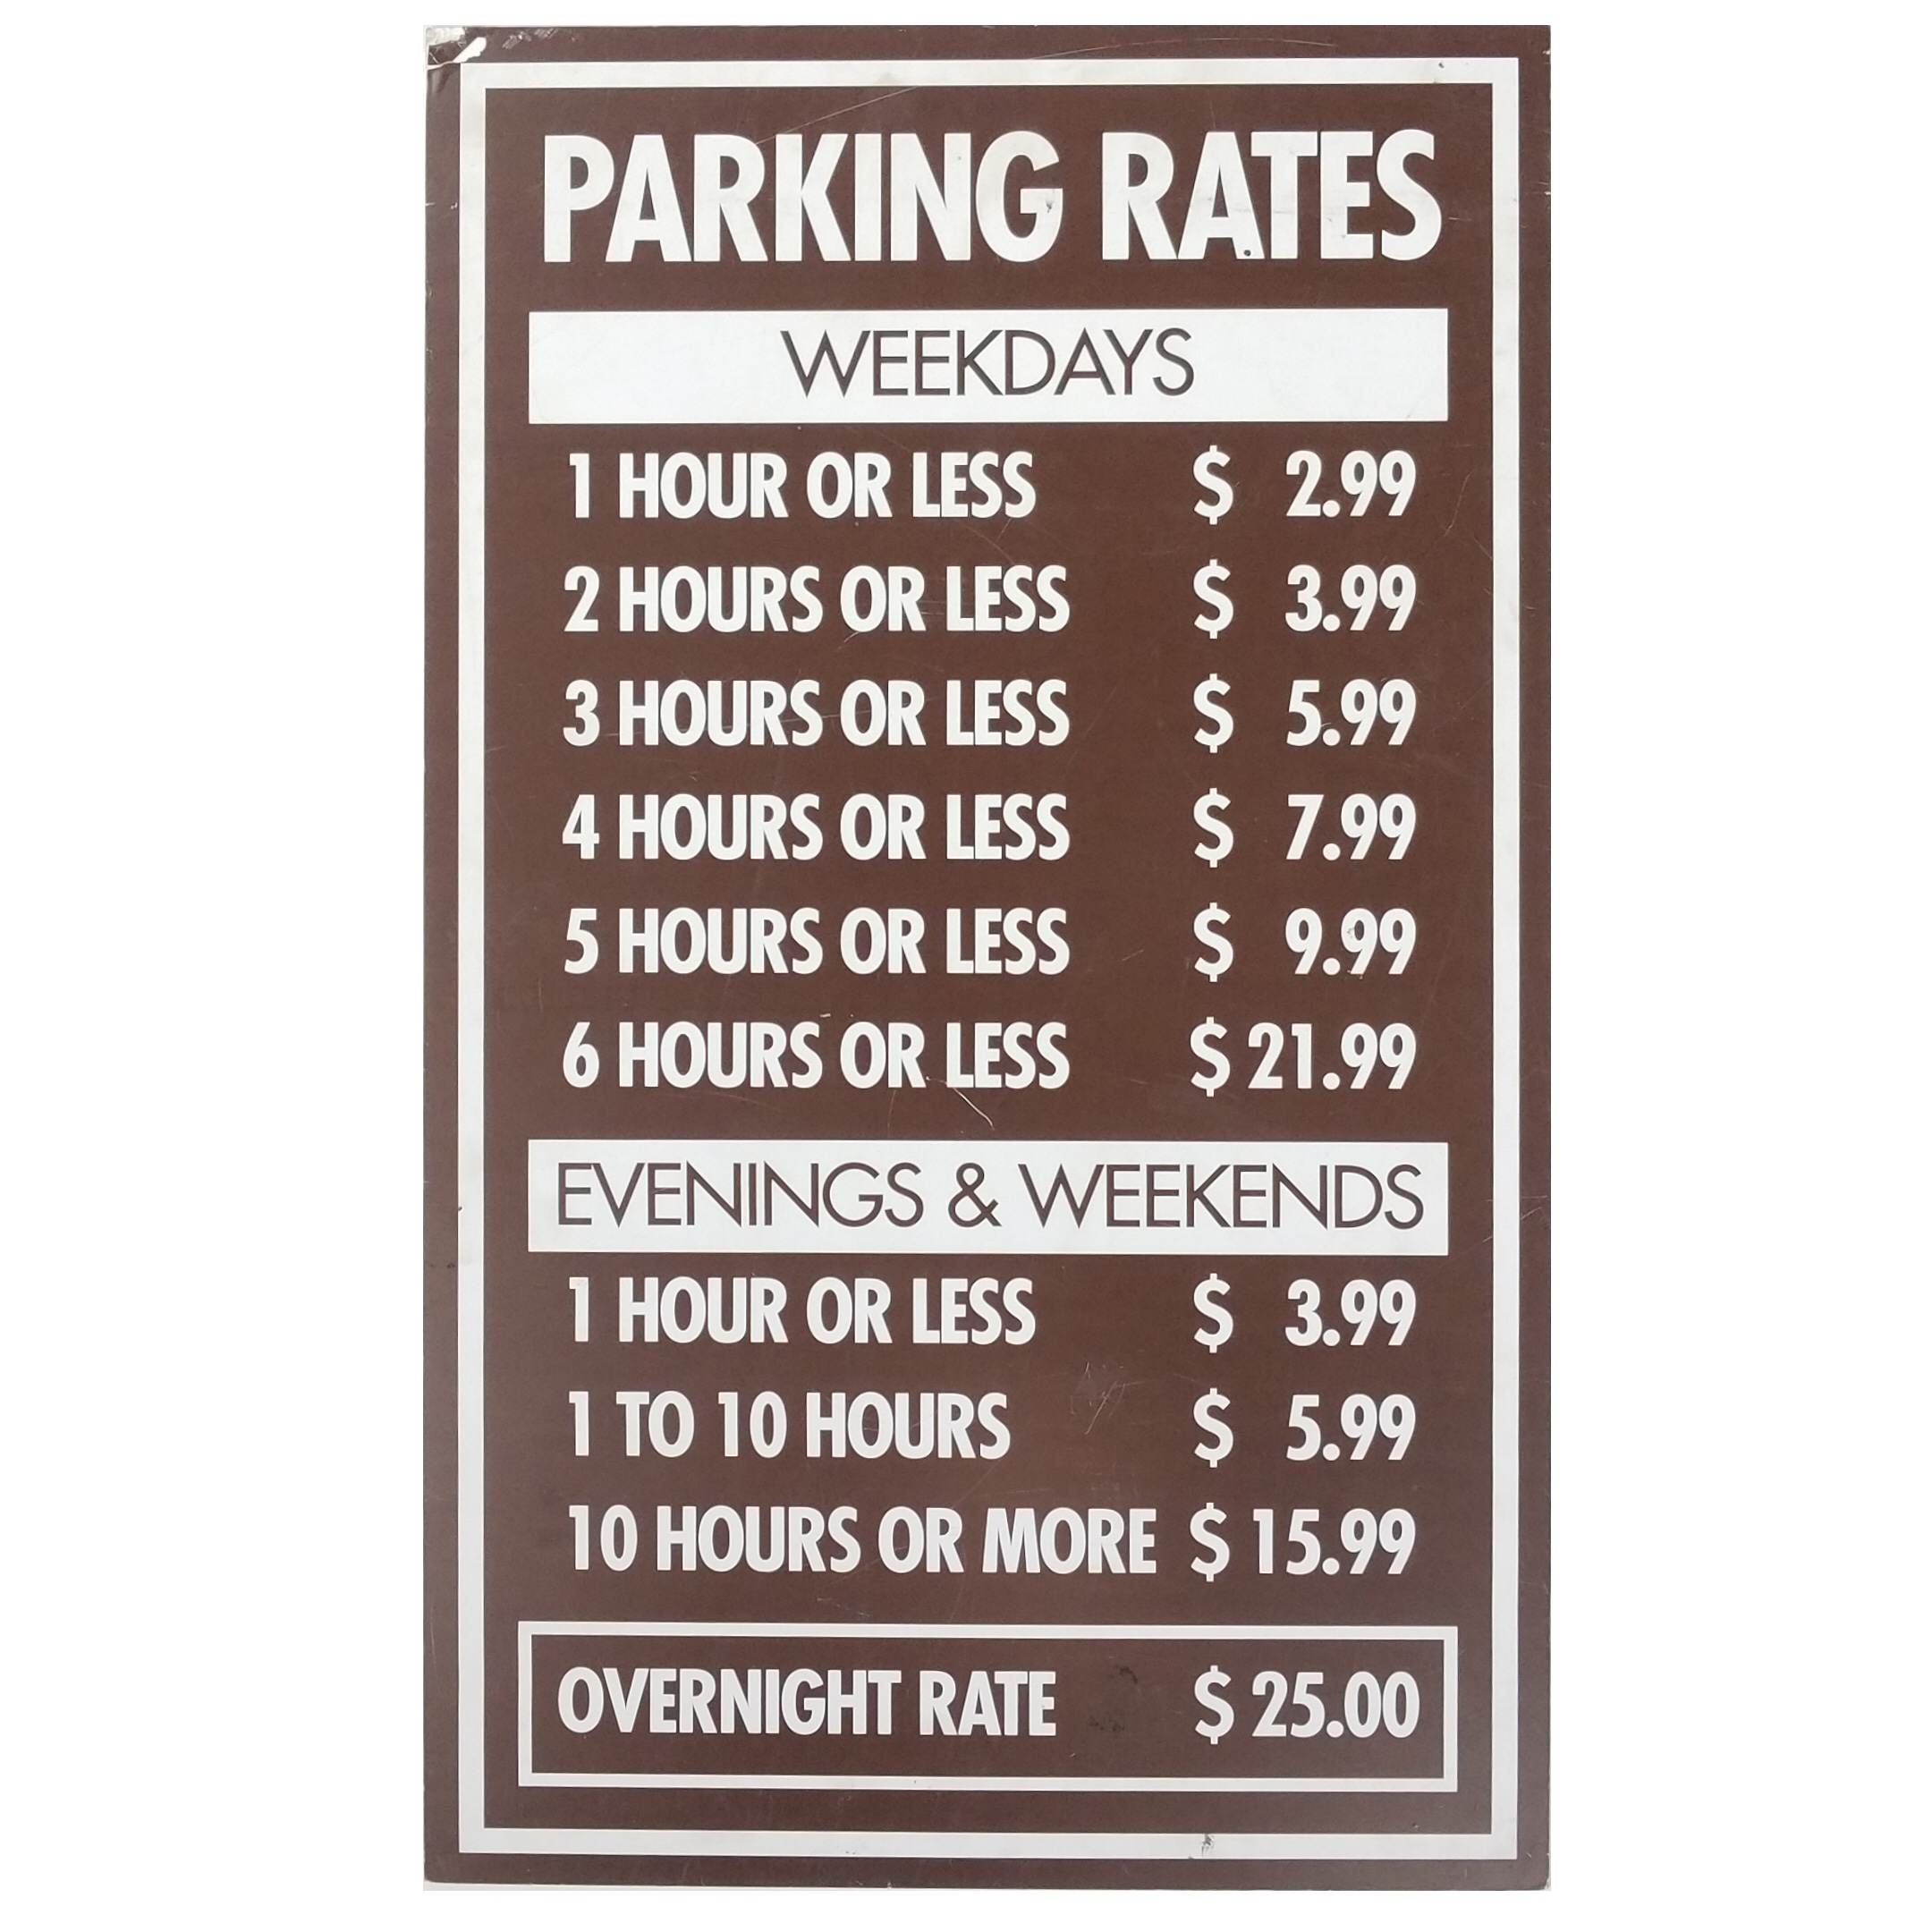 PARKING RATES
WEEKDAYS
1 HOUR OR LESS $ 2.99
2 HOURS OR LESS $ 3.99
3 HOURS OR LESS $ 5.99
4 HOURS OR LESS $ 7.99
5 HOURS OR LESS $ 9.99
6 HOURS OR LESS $ 21.99
EVENINGS & WEEKENDS
1 HOUR OR LESS $ 3.99
1 TO 10 HOURS $ 5.99
10 HOURS OR MORE $ 15.99
OVERNIGHT RATE $ 25.00